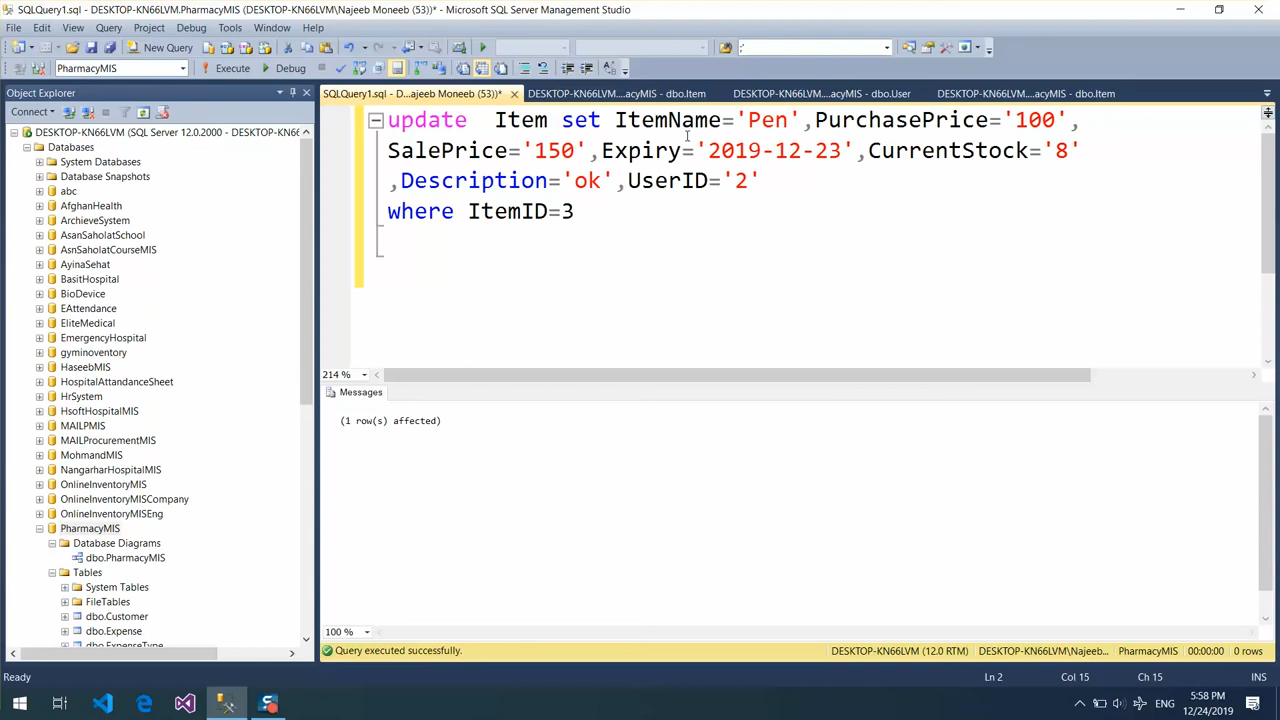 SQLQuery1.sql - DESKTOP-KN66LVM.PharmacyMIS (DESKTOP-KN66LVM\Najeeb Moneeb (53))* - Microsoft SQL Server Management Studio
File Edit View Query Project Debug Tools Window Help
New Query
PharmacyMIS Execute Debug
Object Explorer
Connect
DESKTOP-KN66LVM (SQL Server 12.0.2000 - DESKTOP-KN66
Databases
System Databases
Database Snapshots
abc
AfghanHealth
ArchieveSystem
AsanSaholatSchool
AsnSaholatCourseMIS
AyinaSehat
BasitHospital
BioDevice
EAttendance
EliteMedical
EmergencyHospital
gyminoventory
HaseebMIS
HospitalAttandanceSheet
HrSystem
HsoftHospitalMIS
MAILPMIS
MAILProcurementMIS
MohmandMIS
NangarharHospitalMIS
OnlineInventoryMIS
OnlineInventoryMISCompany
OnlineInventoryMISEng
PharmacyMIS
Database Diagrams
dbo.PharmacyMIS
Tables
System Tables
FileTables
dbo.Customer
dbo.Expense
dbo.ExpenseType
SQLQuery1.sql - D...ajeeb Moneeb (53))* DESKTOP-KN66LVM....acyMIS - dbo.Item DESKTOP-KN66LVM....acyMIS - dbo.User DESKTOP-KN66LVM....acyMIS - dbo.Item
update Item set ItemName='Pen',PurchasePrice='100',
SalePrice='150',Expiry='2019-12-23',CurrentStock='8'
,Description='ok',UserID='2'
where ItemID=3
214 %
Messages
(1 row(s) affected)
100 %
Query executed successfully. DESKTOP-KN66LVM (12.0 RTM) DESKTOP-KN66LVM\Najeeb... PharmacyMIS 00:00:00 0 rows
Ready Ln 2 Col 15 Ch 15 INS
ENG 5:58 PM
12/24/2019